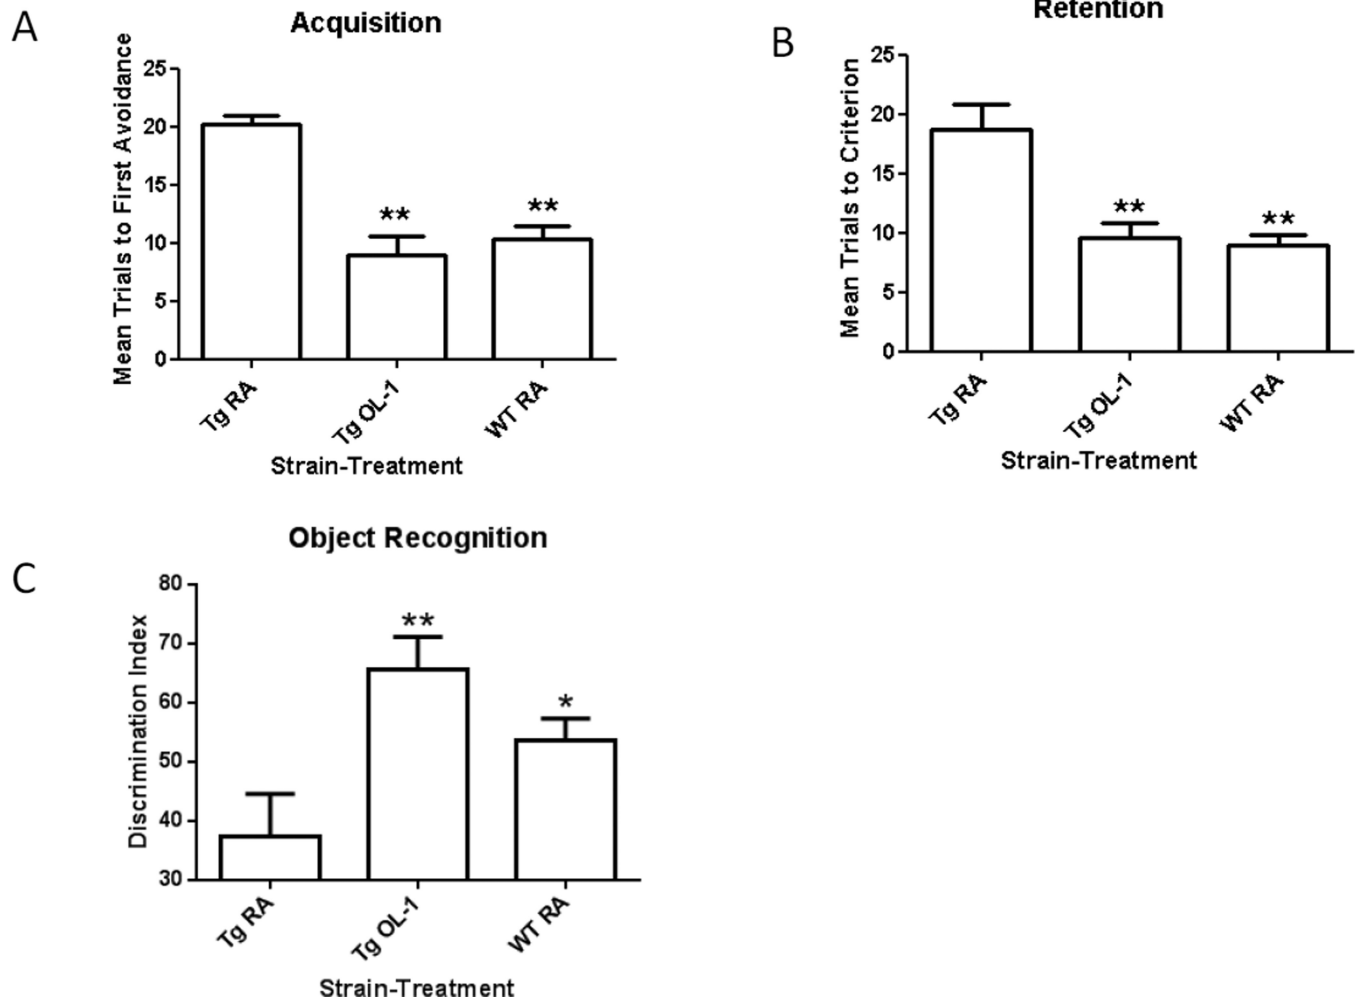 A
Acquisition
Mean Trials to First Avoidance
25
20
15
10
5
0
**
**
Tg RA
Tg OL-1
WT RA
Strain-Treatment
B
Retention
Mean Trials to Criterion
25
20
15
10
5
0
**
**
Tg RA
Tg OL-1
WT RA
Strain-Treatment
C
Object Recognition
Discrimination Index
80
70
60
50
40
30
**
*
Tg RA
Tg OL-1
WT RA
Strain-Treatment